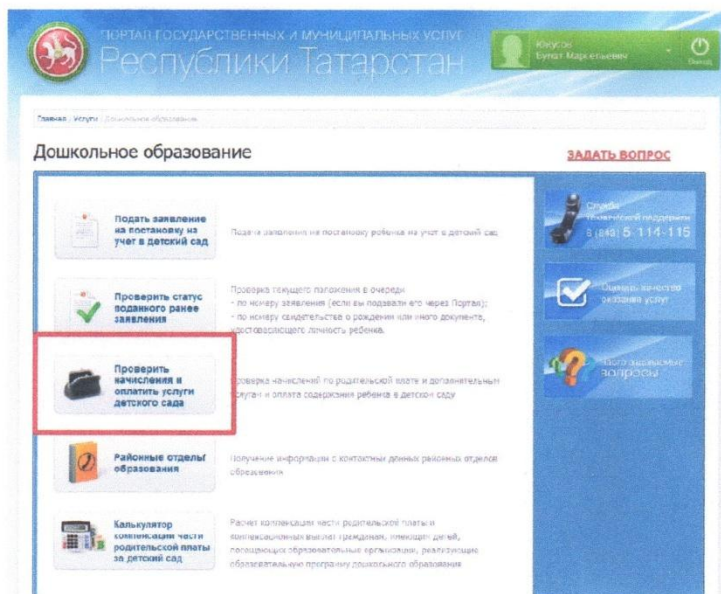 ПОРТАЛ ГОСУДАРСТВЕННЫХ И МУНИЦИПАЛЬНЫХ УСЛУГ
Республики Татарстан
Юнусов
Булат Марательевич
Выход
Главная / Услуги / Дошкольное образование
Дошкольное образование
ЗАДАТЬ ВОПРОС
Подать заявление
на постановку на
учет в детский сад
Подача заявления на постановку ребенка на учет в детский сад
Проверить статус
поданного ранее
заявления
Проверка текущего положения в очереди
- по номеру заявления (если вы подавали его через Портал);
- по номеру свидетельства о рождении или иного документа,
удостоверяющего личность ребенка.
Проверить
начисления и
оплатить услуги
детского сада
Проверка начислений по родительской плате и дополнительным
услугам и оплата содержания ребенка в детском саду
Районные отделы
образования
Получение информации о контактных данных районных отделов
образования
Калькулятор
компенсации части
родительской платы
за детский сад
Расчет компенсации части родительской платы и
компенсационных выплат гражданам, имеющим детей,
посещающих образовательные организации, реализующие
образовательную программу дошкольного образования
Служба
технической поддержки
8 (843) 5-114-115
Оценить качество
оказания услуг
Часто задаваемые
вопросы